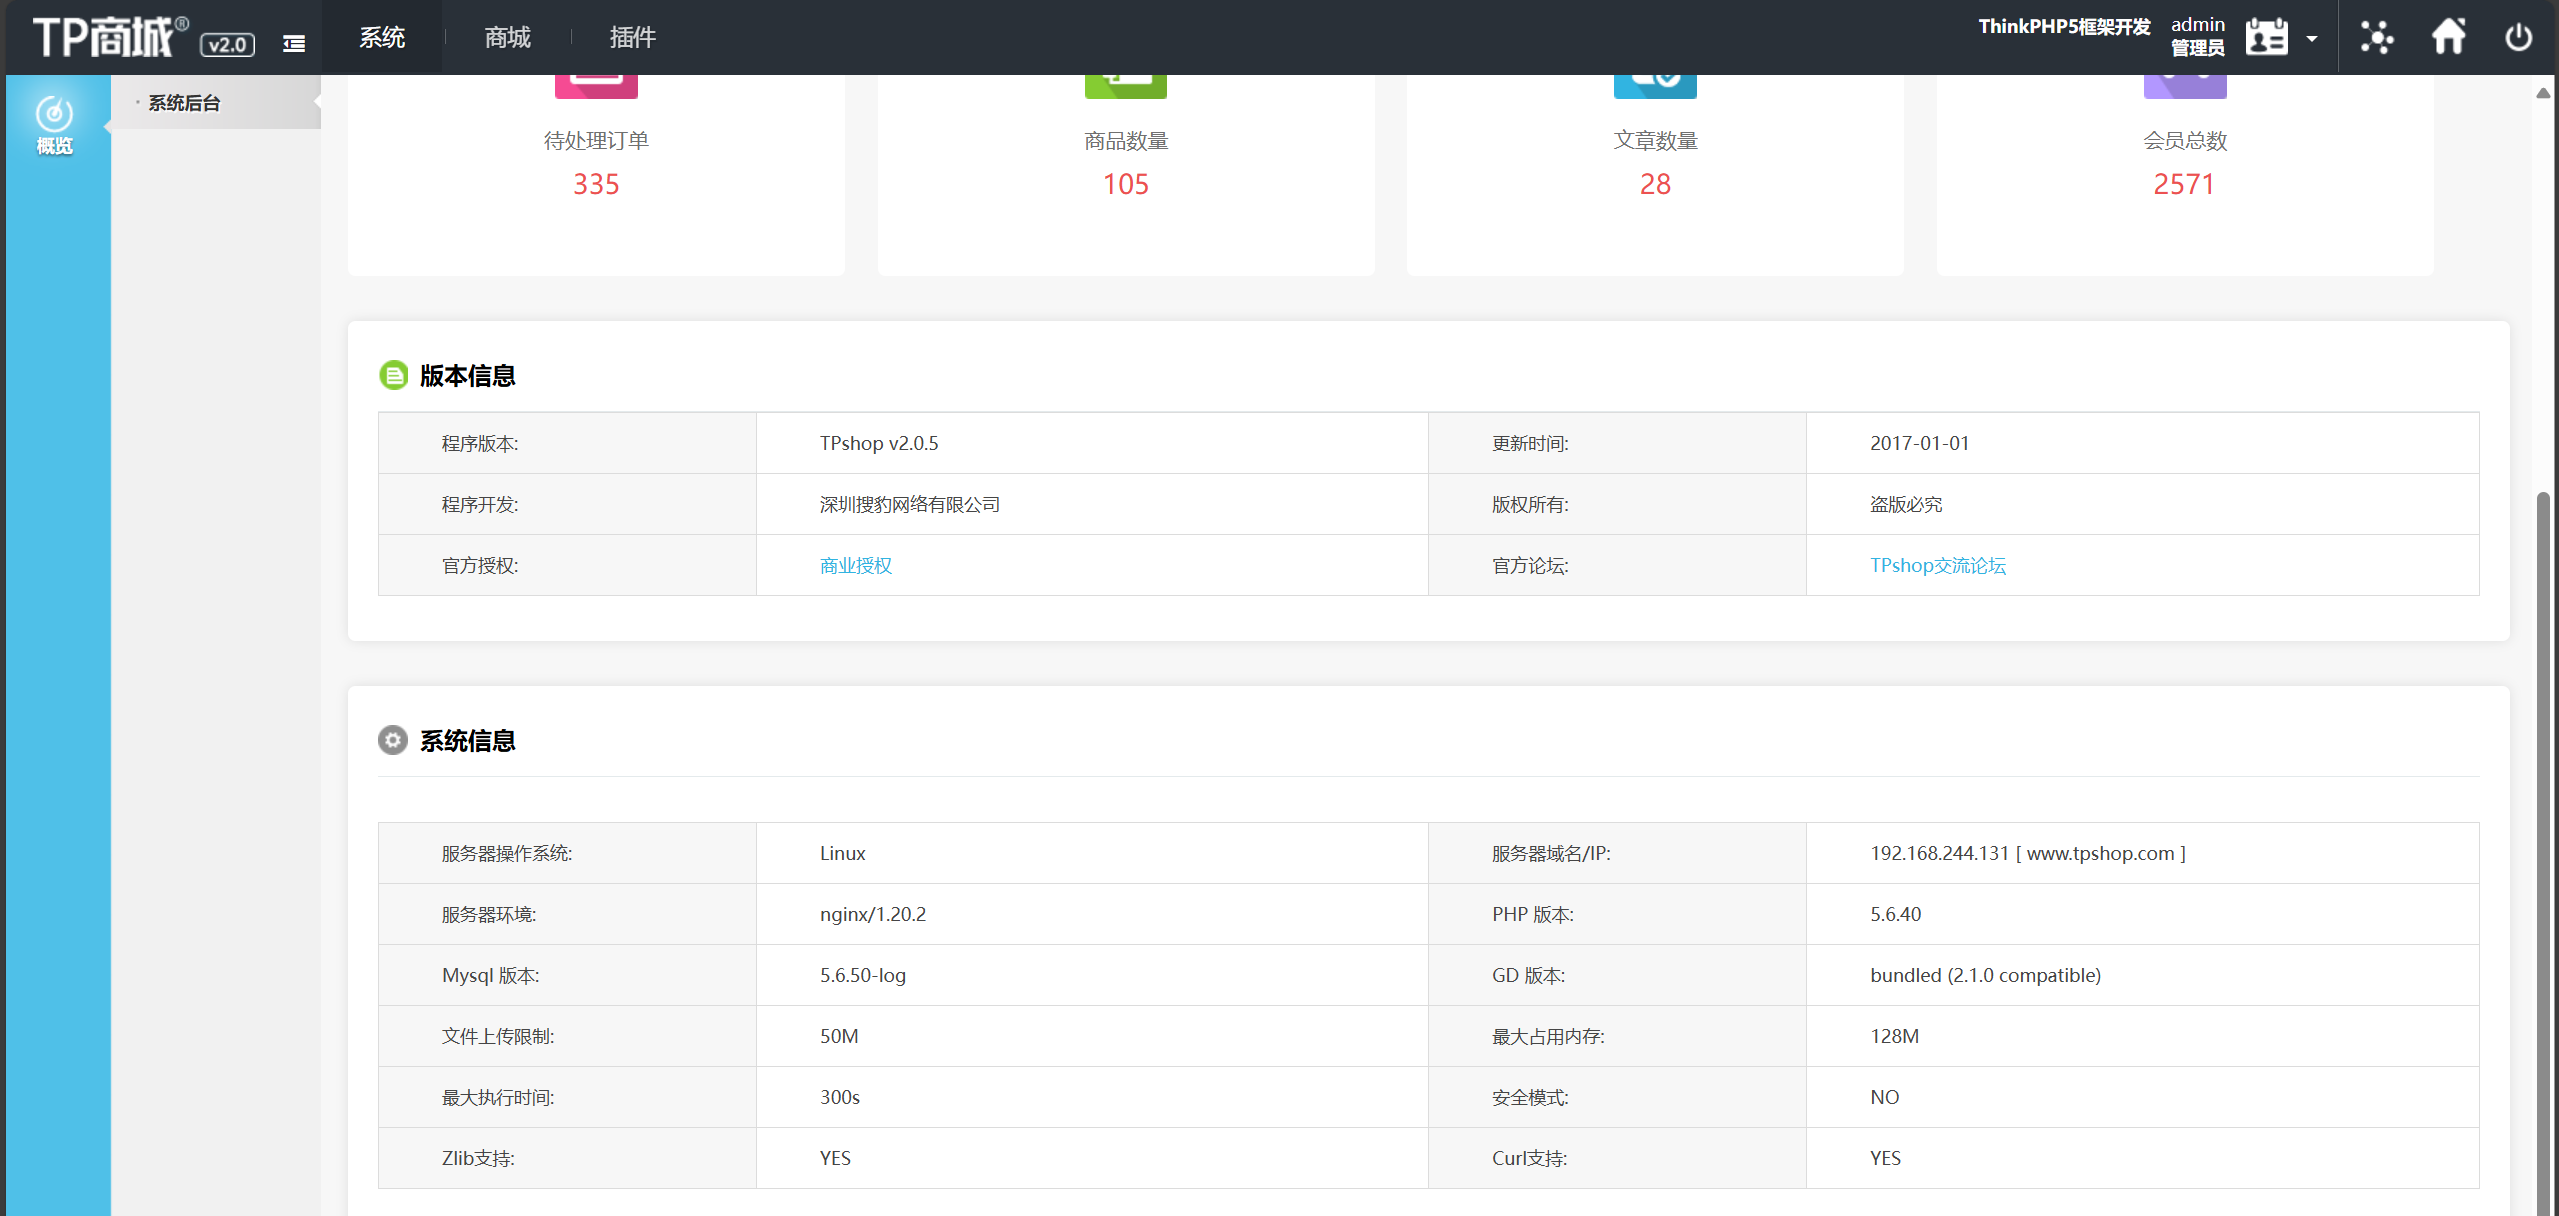 TP商城® v2.0
系统
商城
插件
ThinkPHP5框架开发
admin
管理员
概览
系统后台
待处理订单
335
商品数量
105
文章数量
28
会员总数
2571
版本信息
程序版本: TPshop v2.0.5 更新时间: 2017-01-01
程序开发: 深圳搜豹网络有限公司 版权所有: 盗版必究
官方授权: 商业授权 官方论坛: TPshop交流论坛
系统信息
服务器操作系统: Linux 服务器域名/IP: 192.168.244.131 [ www.tpshop.com ]
服务器环境: nginx/1.20.2 PHP 版本: 5.6.40
Mysql 版本: 5.6.50-log GD 版本: bundled (2.1.0 compatible)
文件上传限制: 50M 最大占用内存: 128M
最大执行时间: 300s 安全模式: NO
Zlib支持: YES Curl支持: YES